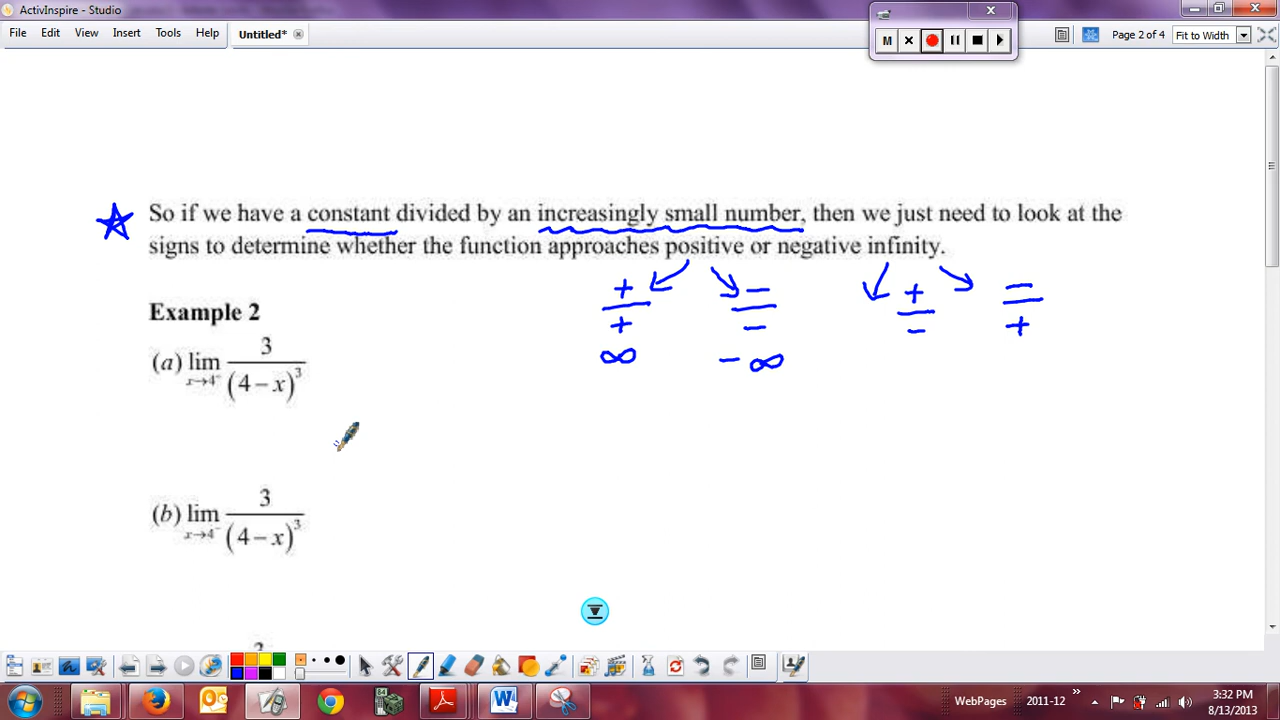 ActivInspire - Studio
File Edit View Insert Tools Help Untitled* Page 2 of 4 Fit to Width
M
So if we have a constant divided by an increasingly small number, then we just need to look at the
signs to determine whether the function approaches positive or negative infinity.
+ − + −
+ − − +
∞ −∞
Example 2
(a) lim x→4⁻ 3/(4−x)³
(b) lim x→4⁻ 3/(4−x)³
WebPages 2011-12 »
3:32 PM
8/13/2013